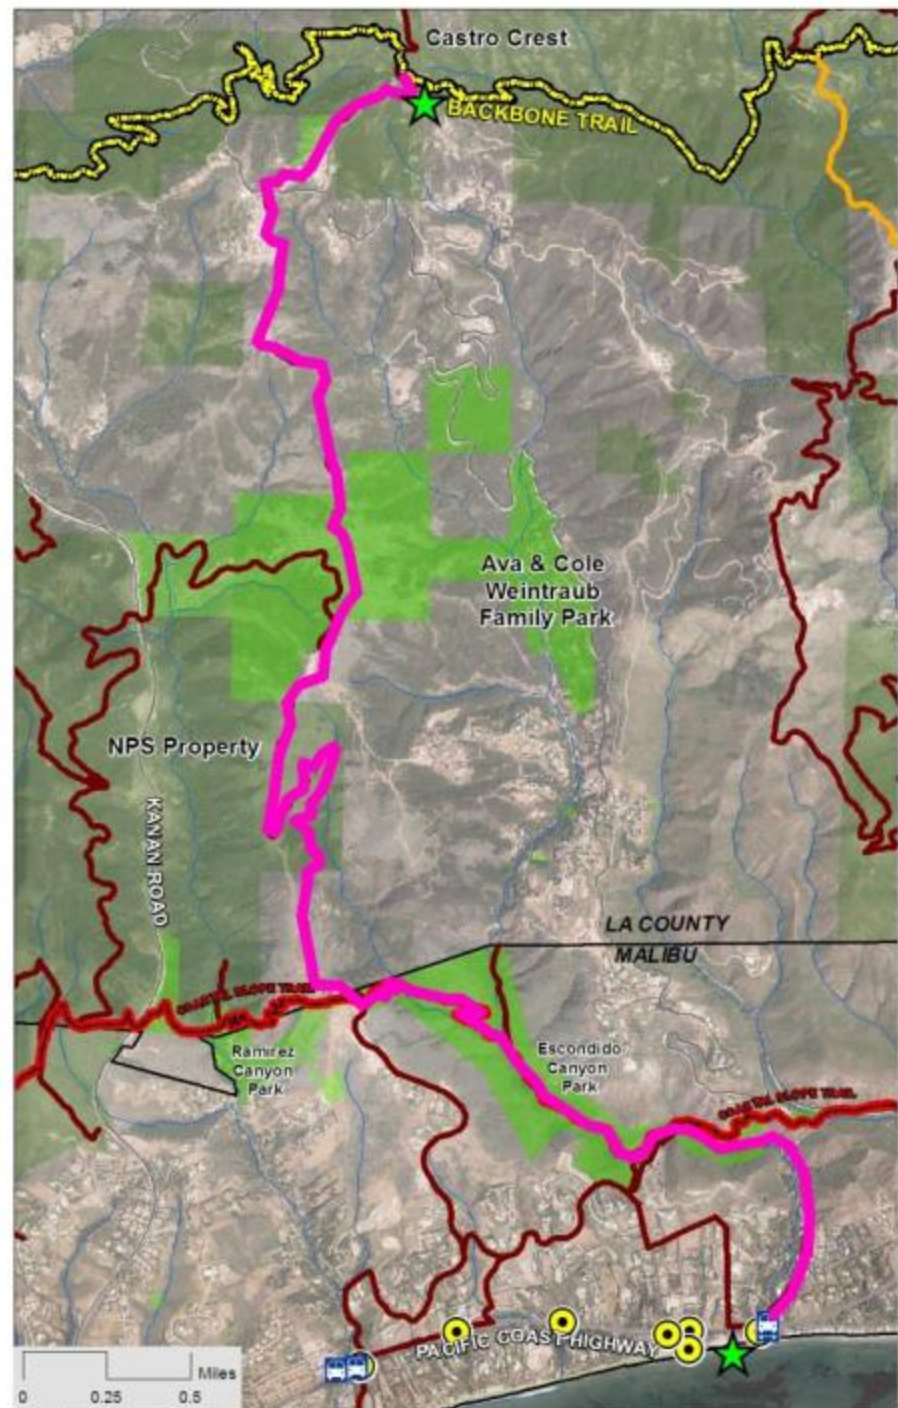 Castro Crest
BACKBONE TRAIL
Ava & Cole
Weintraub
Family Park
NPS Property
KANAN ROAD
LA COUNTY
MALIBU
COASTAL SLOPE TRAIL
Ramirez
Canyon
Park
Escondido
Canyon
Park
COASTAL SLOPE TRAIL
PACIFIC COAST HIGHWAY
Miles
0 0.25 0.5